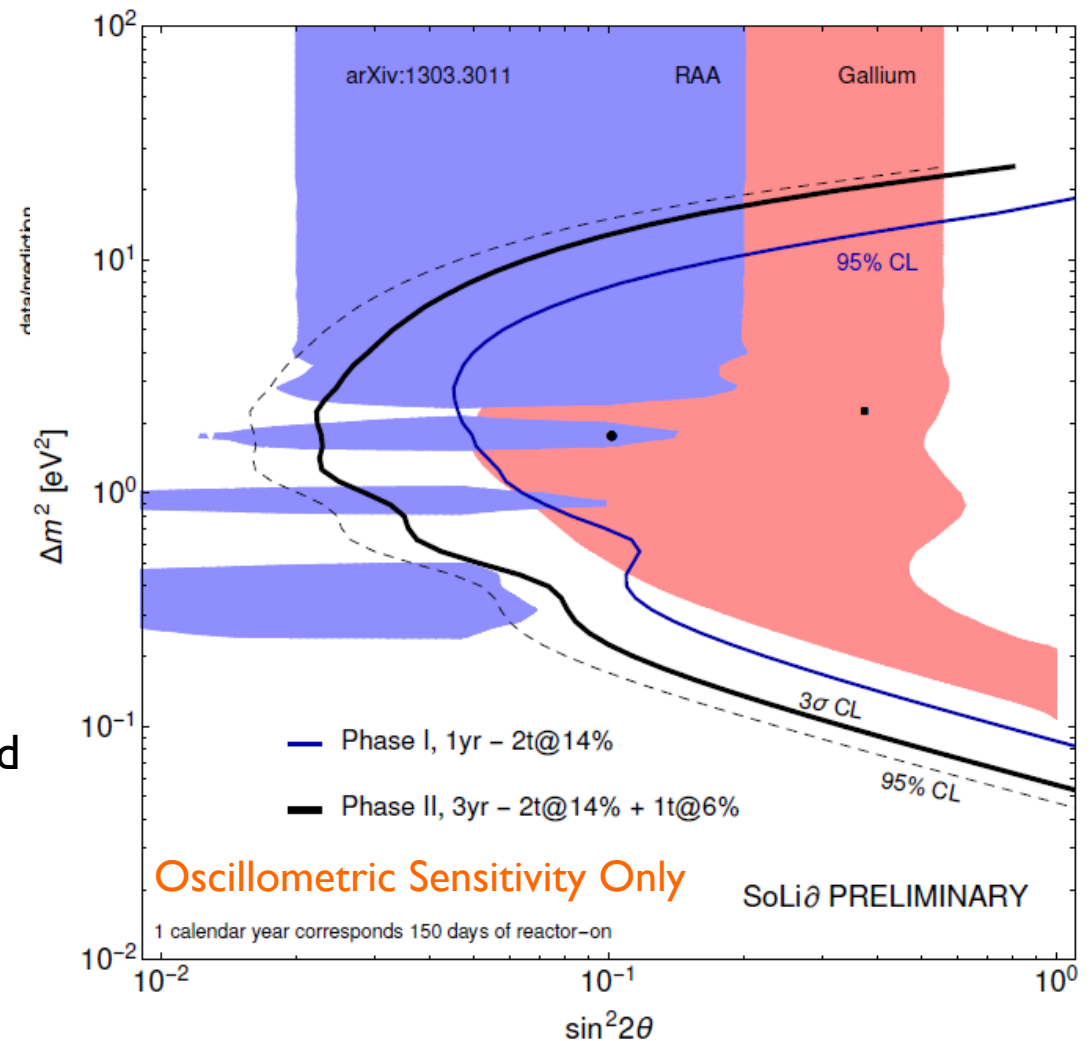 10²
arXiv:1303.3011 RAA Gallium
data/prediction
10¹
95% CL
Δm² [eV²]
10⁰
10⁻¹
3σ CL
95% CL
d
Phase I, 1yr − 2t@14%
Phase II, 3yr − 2t@14% + 1t@6%
Oscillometric Sensitivity Only
SoLi∂ PRELIMINARY
1 calendar year corresponds 150 days of reactor−on
10⁻²
10⁻² 10⁻¹ 10⁰
sin²2θ